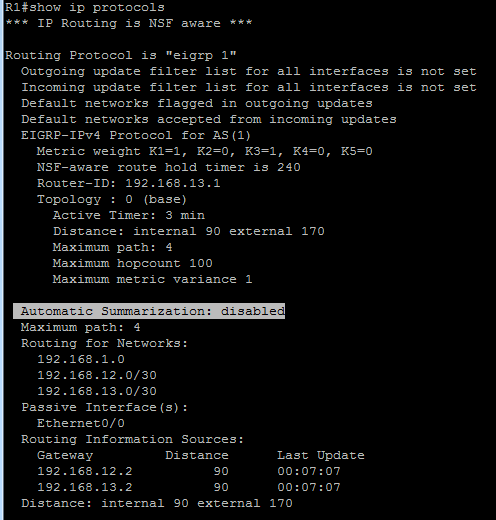 R1#show ip protocols
*** IP Routing is NSF aware ***
Routing Protocol is "eigrp 1"
Outgoing update filter list for all interfaces is not set
Incoming update filter list for all interfaces is not set
Default networks flagged in outgoing updates
Default networks accepted from incoming updates
EIGRP-IPv4 Protocol for AS(1)
Metric weight K1=1, K2=0, K3=1, K4=0, K5=0
NSF-aware route hold timer is 240
Router-ID: 192.168.13.1
Topology : 0 (base)
Active Timer: 3 min
Distance: internal 90 external 170
Maximum path: 4
Maximum hopcount 100
Maximum metric variance 1
Automatic Summarization: disabled
Maximum path: 4
Routing for Networks:
192.168.1.0
192.168.12.0/30
192.168.13.0/30
Passive Interface(s):
Ethernet0/0
Routing Information Sources:
Gateway Distance Last Update
192.168.12.2 90 00:07:07
192.168.13.2 90 00:07:07
Distance: internal 90 external 170